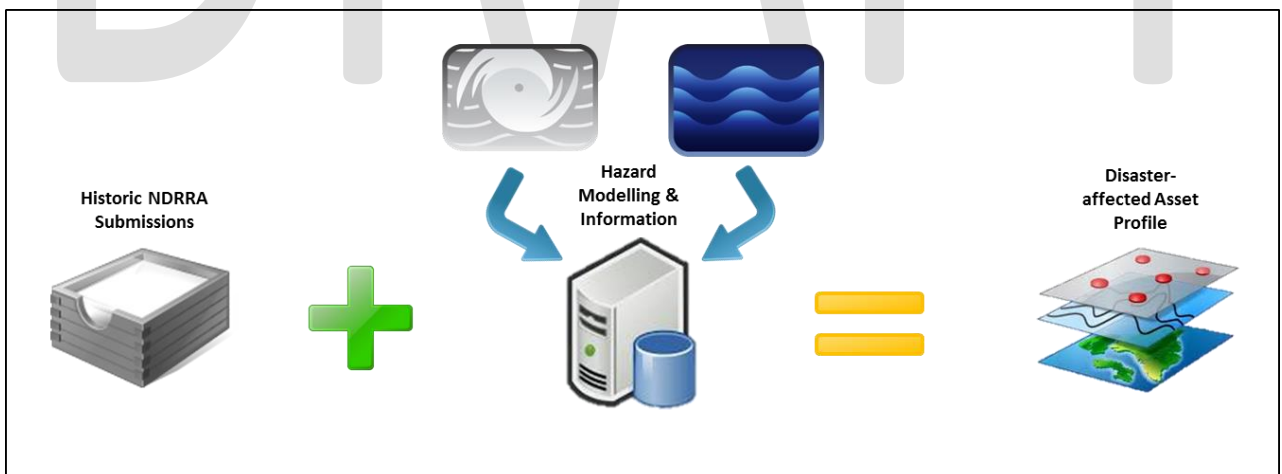 Historic NDRRA
Submissions
Hazard
Modelling &
Information
Disaster-
affected Asset
Profile